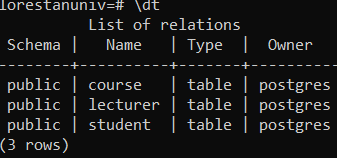 lorestanuniv=# \dt
List of relations
Schema | Name | Type | Owner
--------+----------+-------+----------
public | course | table | postgres
public | lecturer | table | postgres
public | student | table | postgres
(3 rows)